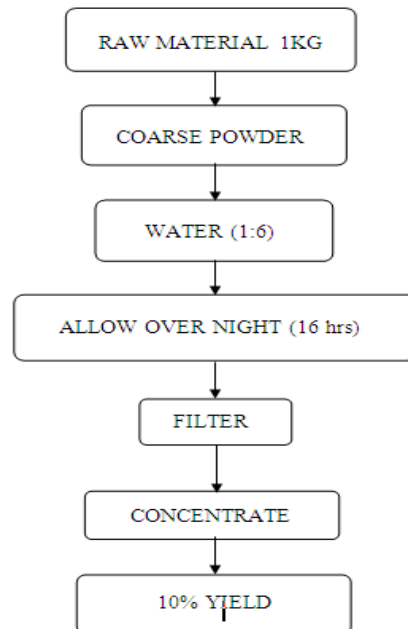 RAW MATERIAL 1KG
COARSE POWDER
WATER (1:6)
ALLOW OVER NIGHT (16 hrs)
FILTER
CONCENTRATE
10% YIELD